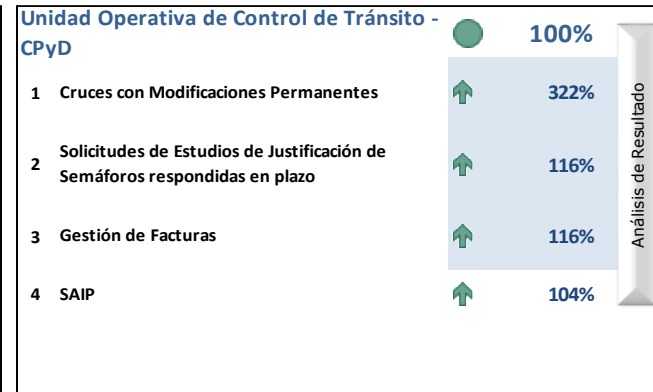 Unidad Operativa de Control de Tránsito - 100%
CPyD
1 Cruces con Modificaciones Permanentes 322%
2 Solicitudes de Estudios de Justificación de
Semáforos respondidas en plazo 116%
3 Gestión de Facturas 116%
4 SAIP 104%
Análisis de Resultado